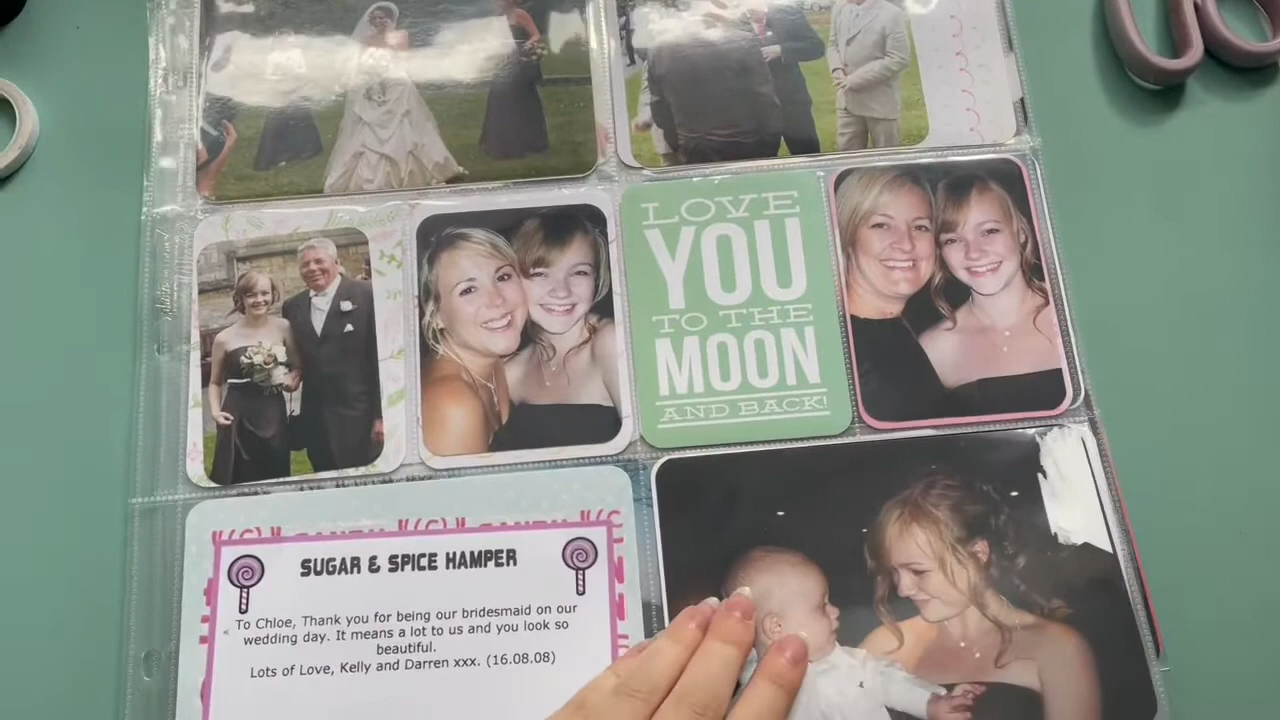 LOVE
YOU
TO THE
MOON
AND BACK!
SUGAR & SPICE HAMPER
To Chloe, Thank you for being our bridesmaid on our
wedding day. It means a lot to us and you look so
beautiful.
Lots of Love, Kelly and Darren xxx. (16.08.08)